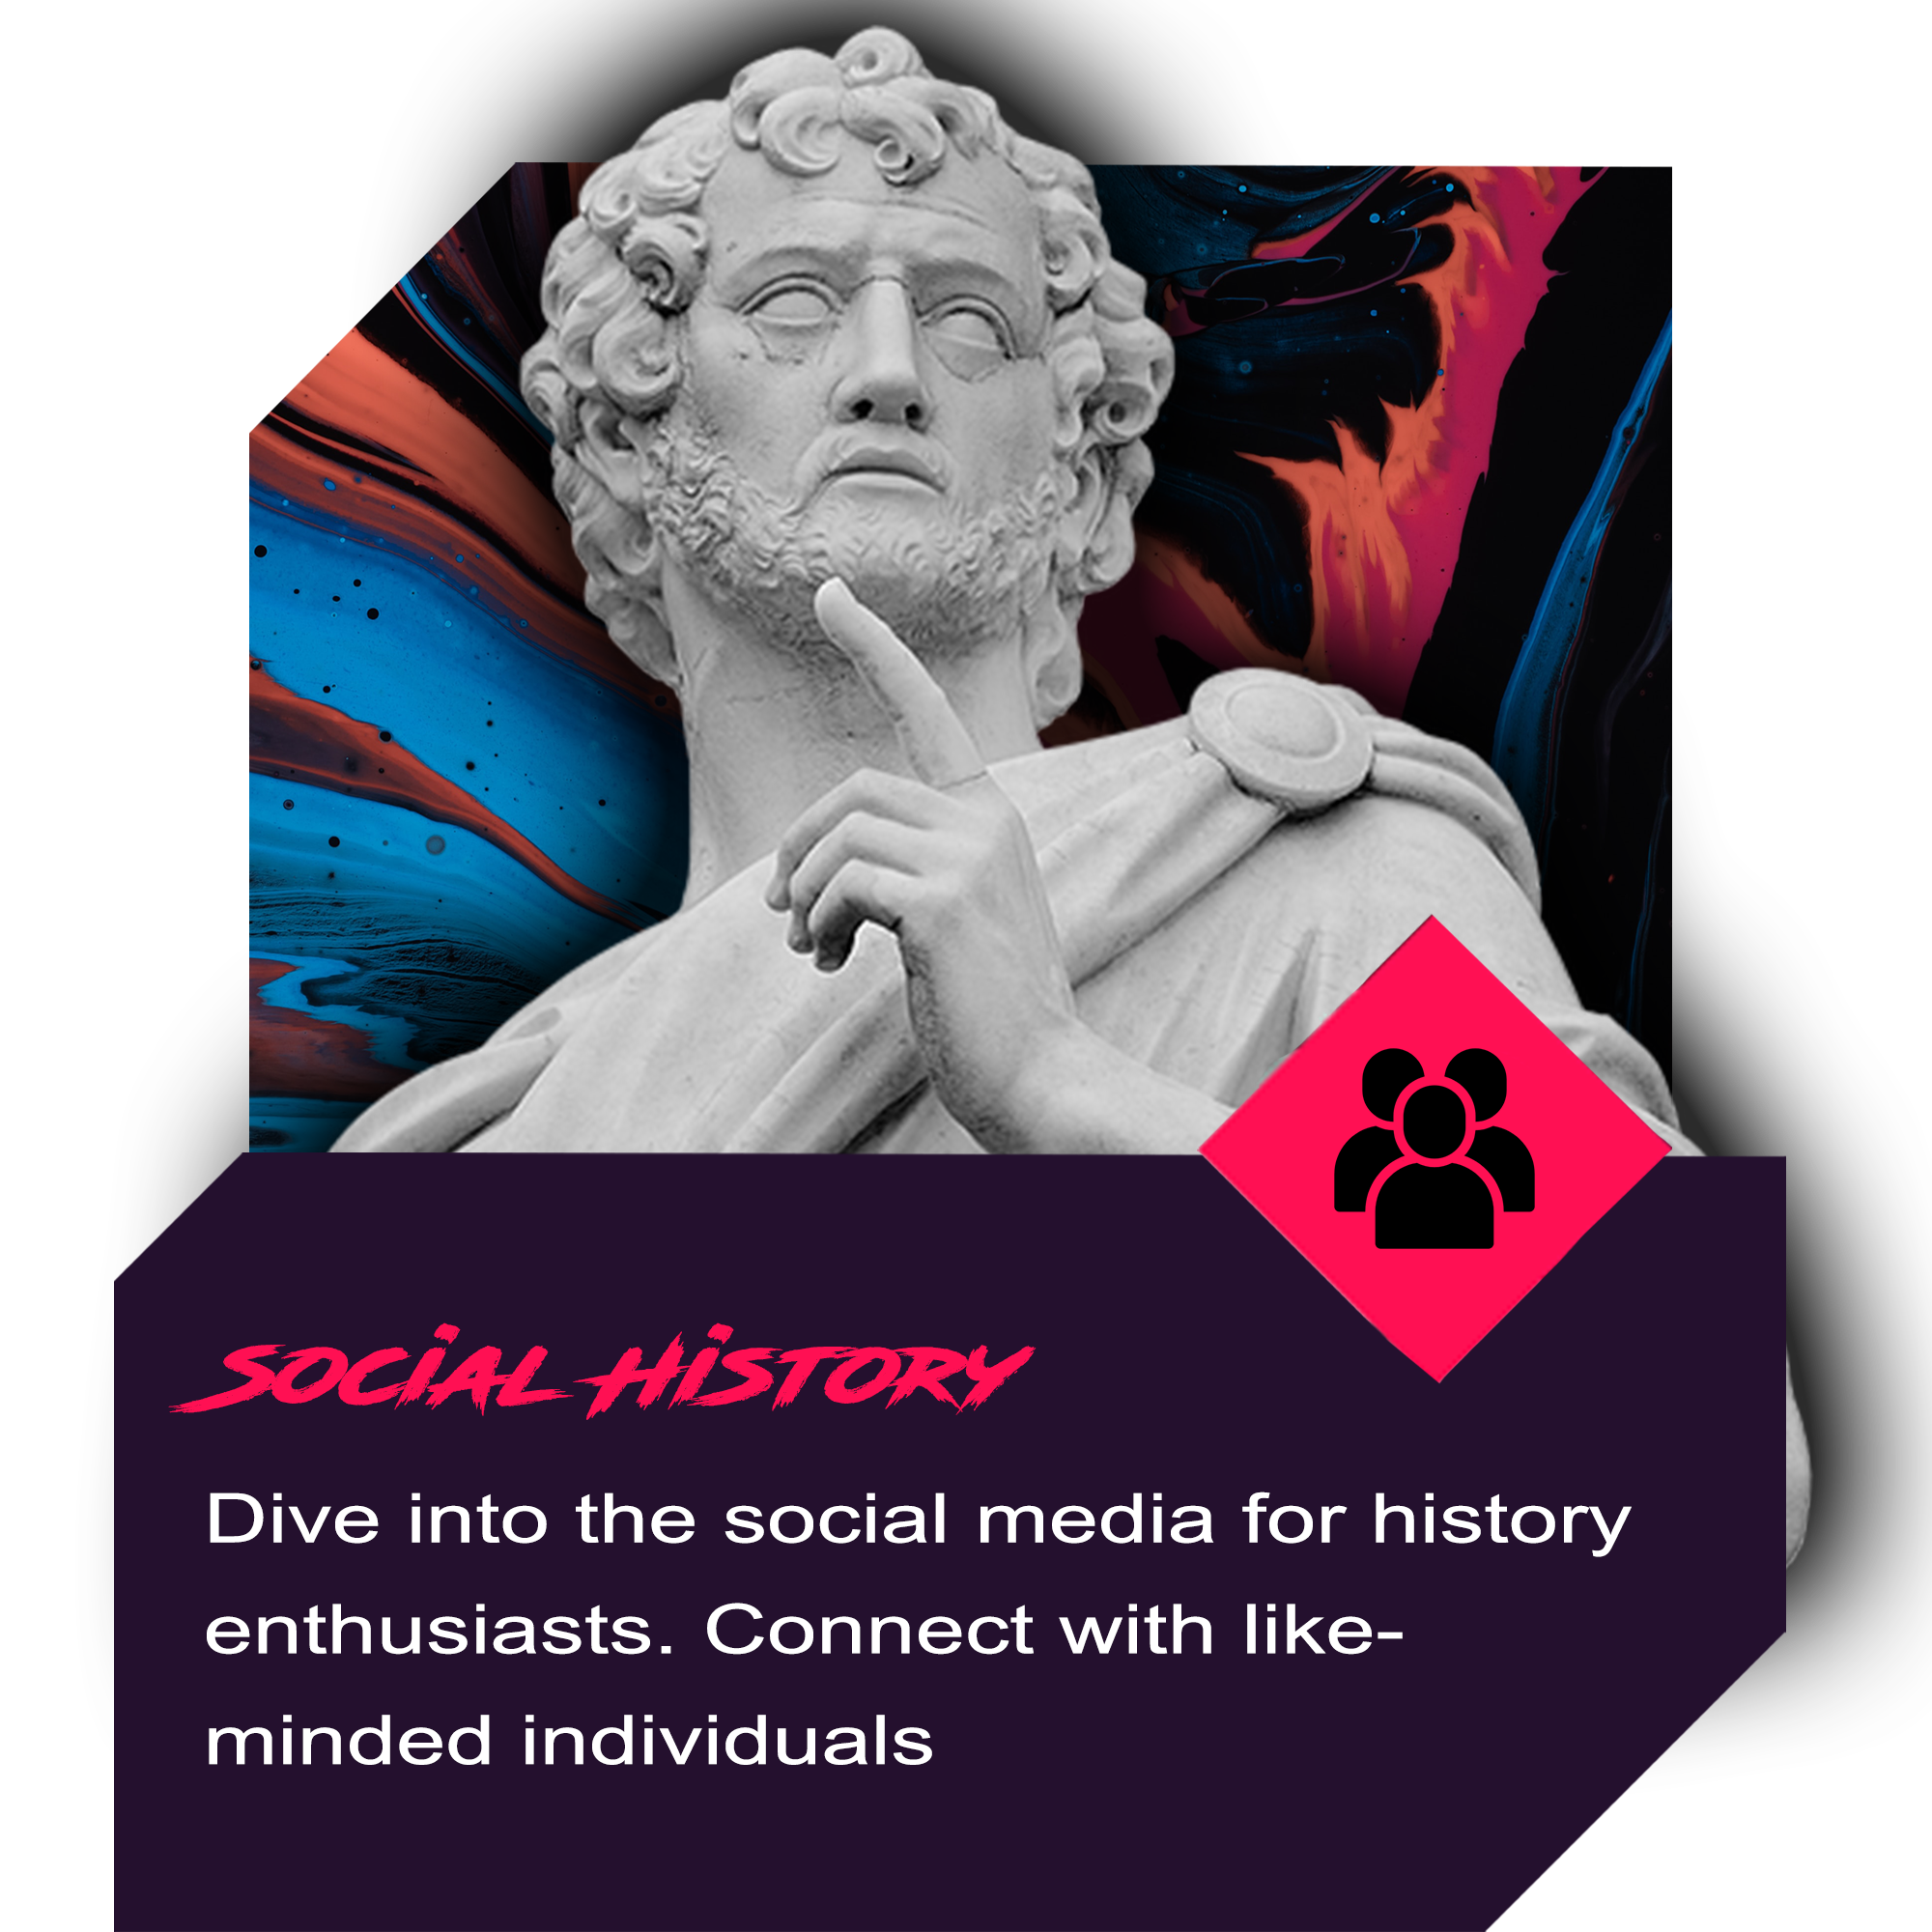 SOCIAL HISTORY
Dive into the social media for history
enthusiasts. Connect with like-
minded individuals